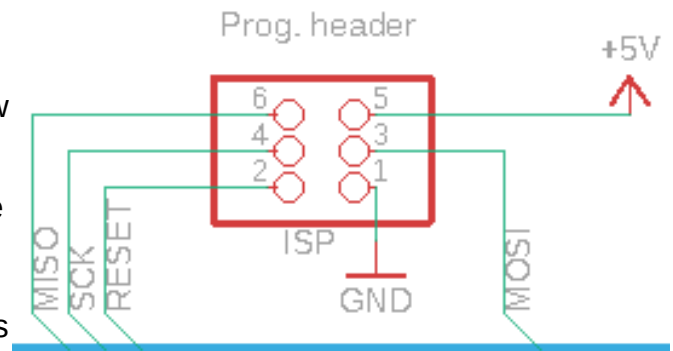 Prog. header
+5V
w
6 5
4 3
2 1
e
ISP
MISO
SCK
RESET
MOSI
GND
s